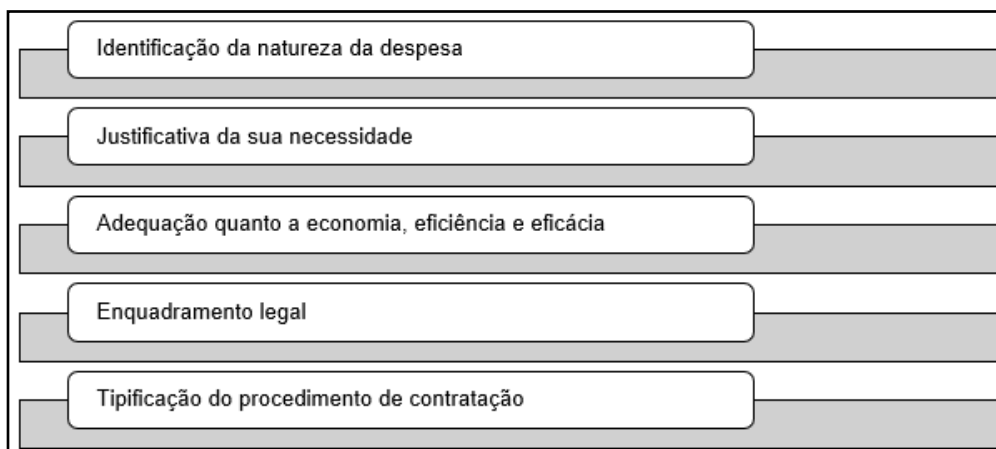 Identificação da natureza da despesa
Justificativa da sua necessidade
Adequação quanto a economia, eficiência e eficácia
Enquadramento legal
Tipificação do procedimento de contratação